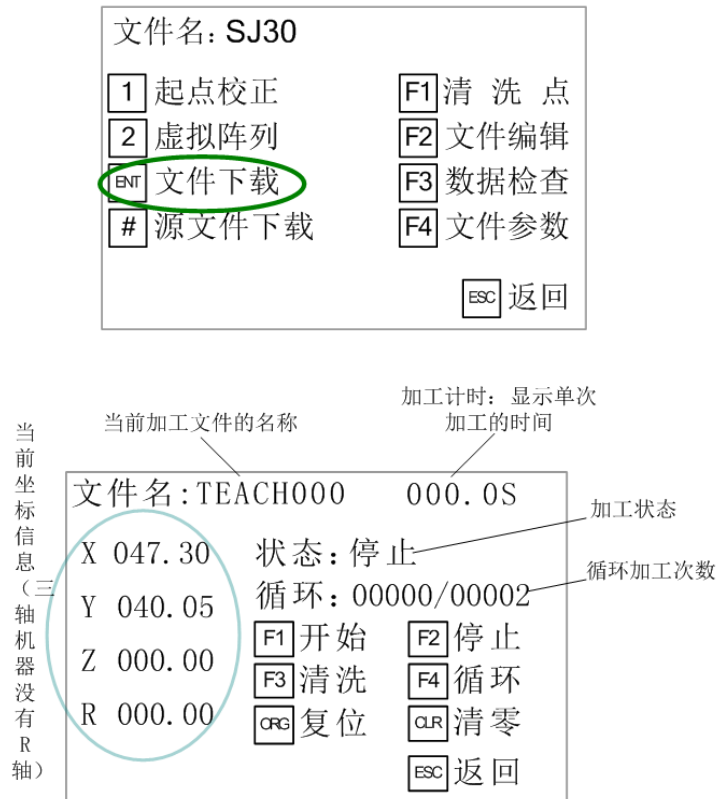 文件名: SJ30
1 起点校正
F1 清 洗 点
2 虚拟阵列
F2 文件编辑
ENT 文件下载
F3 数据检查
# 源文件下载
F4 文件参数
ESC 返回
加工计时：显示单次
加工的时间
当前加工文件的名称
当前坐标信息（三轴机器没有R轴）
文件名:TEACH000 000.0S
加工状态
X 047.30 状态:停止
循环加工次数
Y 040.05 循环:00000/00002
F1 开始 F2 停止
Z 000.00
F3 清洗 F4 循环
R 000.00
ORG 复位 CLR 清零
ESC 返回